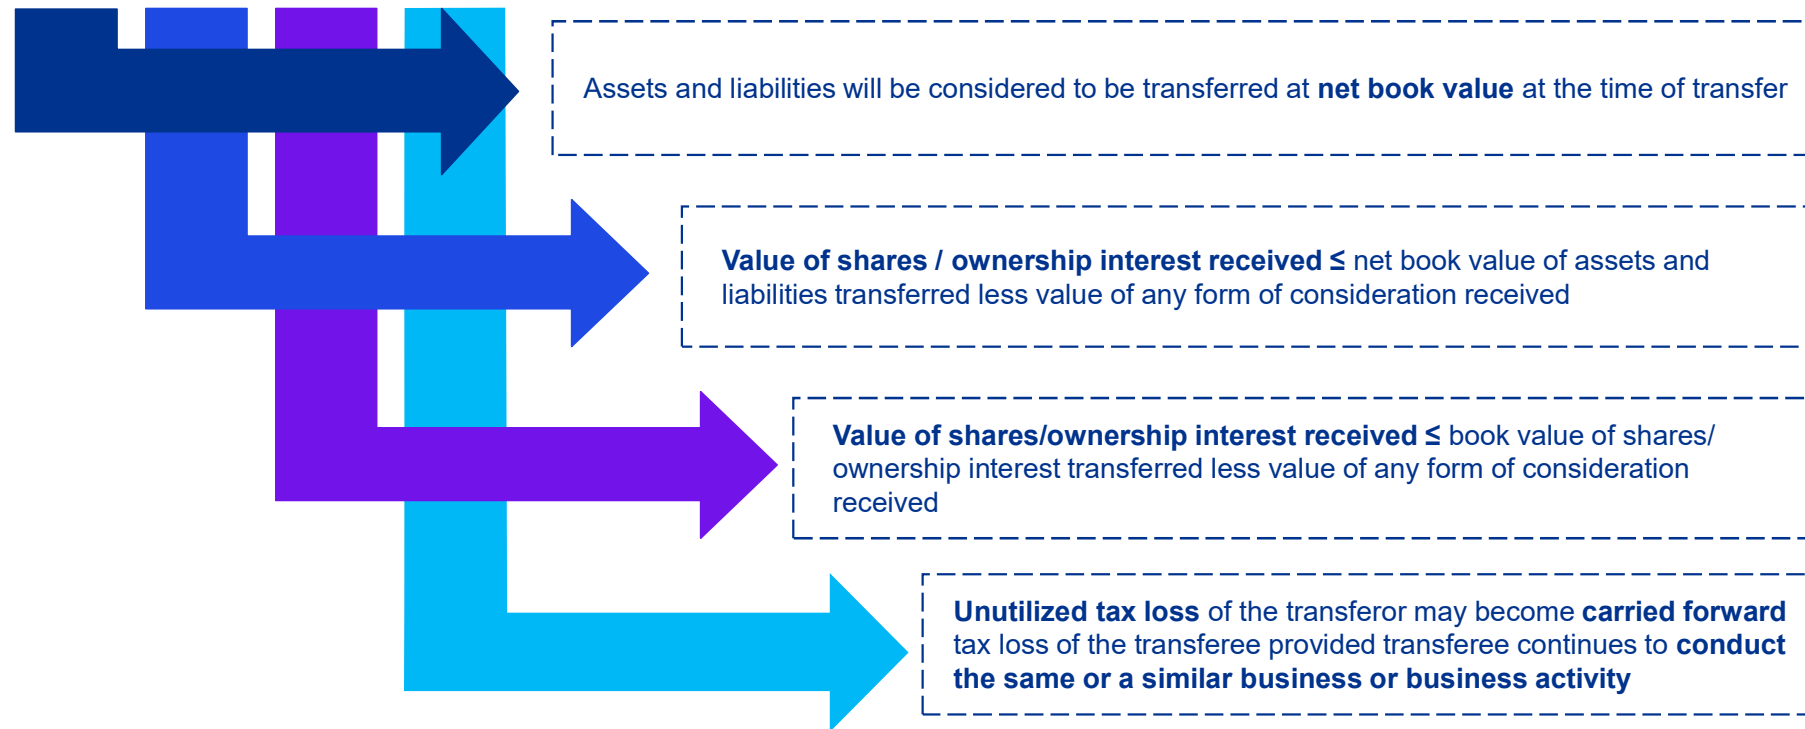 Assets and liabilities will be considered to be transferred at net book value at the time of transfer
Value of shares / ownership interest received ≤ net book value of assets and
liabilities transferred less value of any form of consideration received
Value of shares/ownership interest received ≤ book value of shares/
ownership interest transferred less value of any form of consideration
received
Unutilized tax loss of the transferor may become carried forward
tax loss of the transferee provided transferee continues to conduct
the same or a similar business or business activity